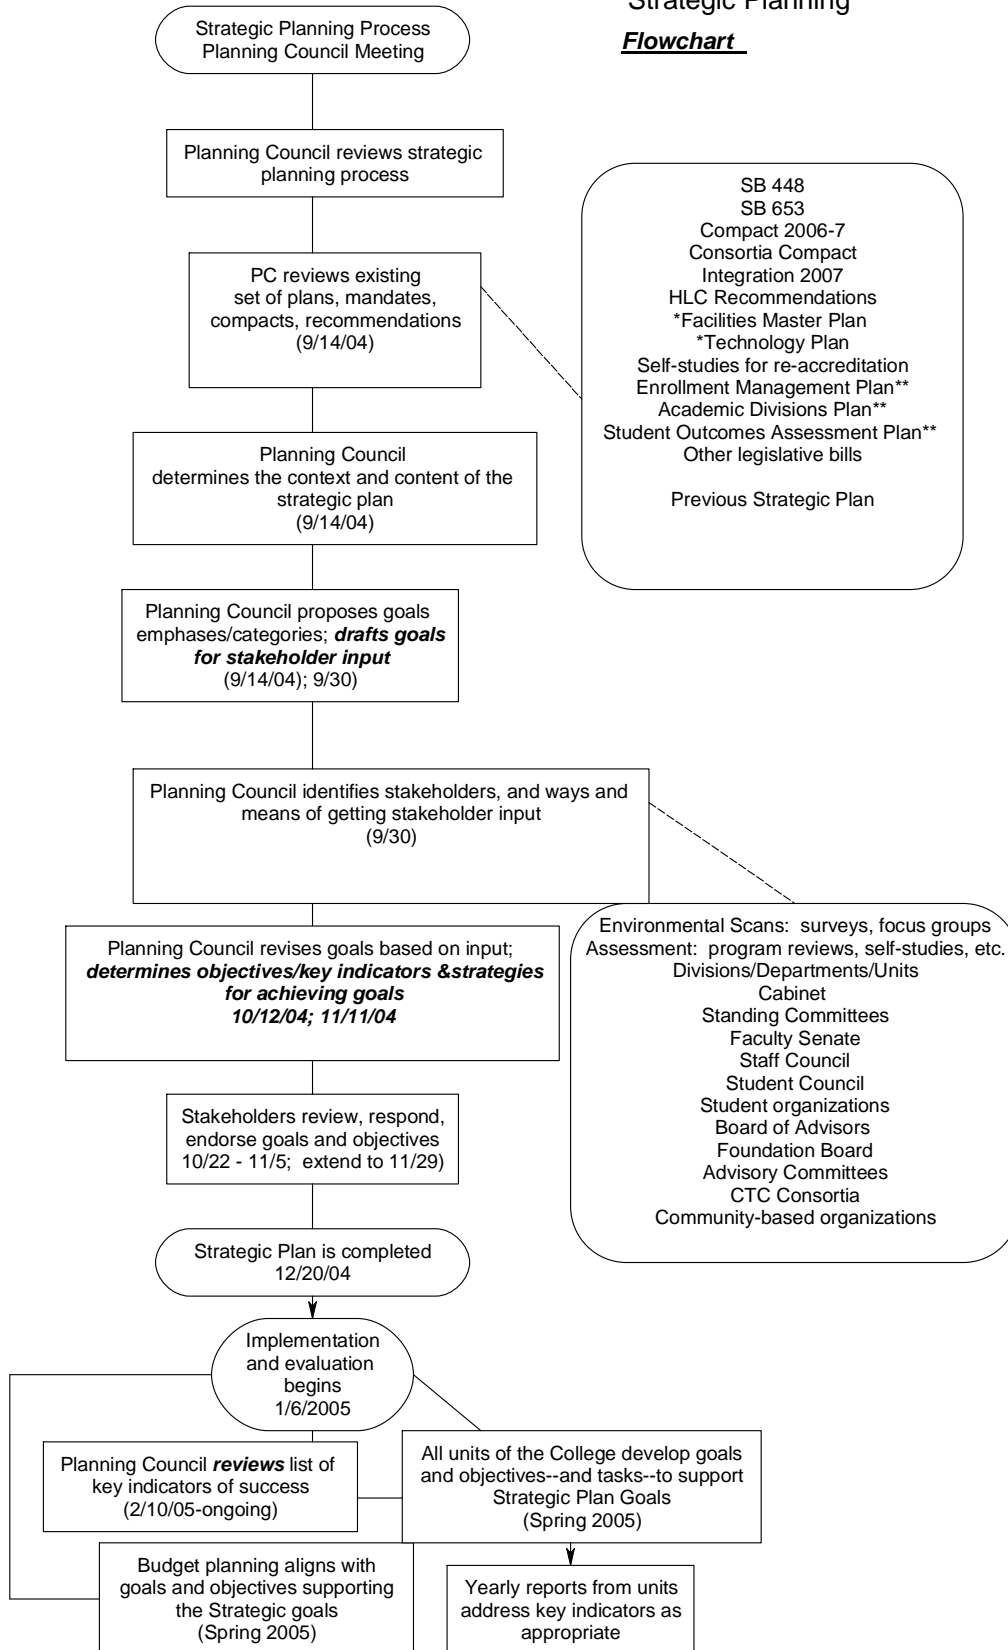 Strategic Planning
Flowchart
Strategic Planning Process
Planning Council Meeting
Planning Council reviews strategic
planning process
PC reviews existing
set of plans, mandates,
compacts, recommendations
(9/14/04)
SB 448
SB 653
Compact 2006-7
Consortia Compact
Integration 2007
HLC Recommendations
*Facilities Master Plan
*Technology Plan
Self-studies for re-accreditation
Enrollment Management Plan**
Academic Divisions Plan**
Student Outcomes Assessment Plan**
Other legislative bills
Previous Strategic Plan
Planning Council
determines the context and content of the
strategic plan
(9/14/04)
Planning Council proposes goals
emphases/categories; drafts goals
for stakeholder input
(9/14/04); 9/30)
Planning Council identifies stakeholders, and ways and
means of getting stakeholder input
(9/30)
Environmental Scans:  surveys, focus groups
Assessment:  program reviews, self-studies, etc.
Divisions/Departments/Units
Cabinet
Standing Committees
Faculty Senate
Staff Council
Student Council
Student organizations
Board of Advisors
Foundation Board
Advisory Committees
CTC Consortia
Community-based organizations
Planning Council revises goals based on input;
determines objectives/key indicators &strategies
for achieving goals
10/12/04; 11/11/04
Stakeholders review, respond,
endorse goals and objectives
10/22 - 11/5;  extend to 11/29)
Strategic Plan is completed
12/20/04
Implementation
and evaluation
begins
1/6/2005
Planning Council reviews list of
key indicators of success
(2/10/05-ongoing)
All units of the College develop goals
and objectives--and tasks--to support
Strategic Plan Goals
(Spring 2005)
Budget planning aligns with
goals and objectives supporting
the Strategic goals
(Spring 2005)
Yearly reports from units
address key indicators as
appropriate